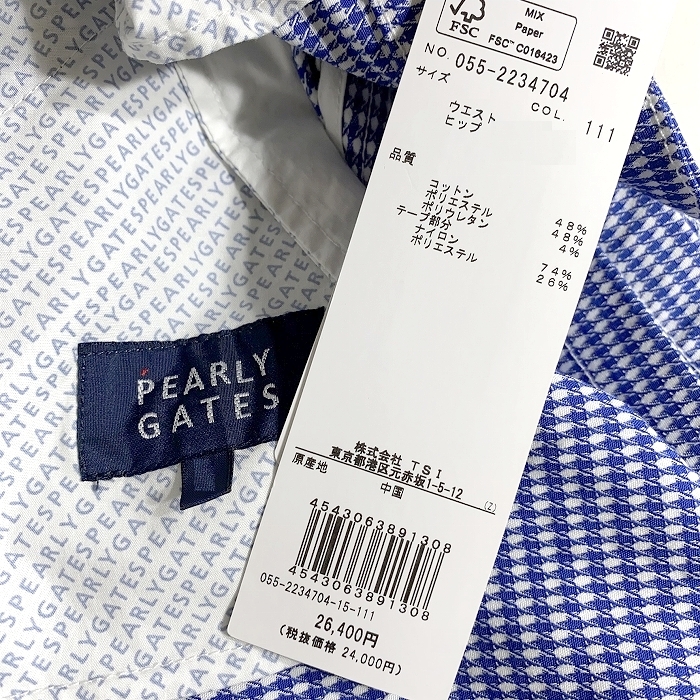 MIX
Paper
FSC
FSC™ C016423
NO. 055-2234704
サイズ
COL. 111
ウエスト
ヒップ
品質
コットン 48%
ポリエステル 48%
ポリウレタン 4%
テープ部分
ナイロン 74%
ポリエステル 26%
株式会社 TSI
東京都港区元赤坂1-5-12 (Z)
原産地 中国
4543063891308
4543063891308
055-2234704-15-111
26,400円
(税抜価格 24,000円)
PEARLY
GATES
PEARLYGATESPEARLYGATESPEARLYGATES